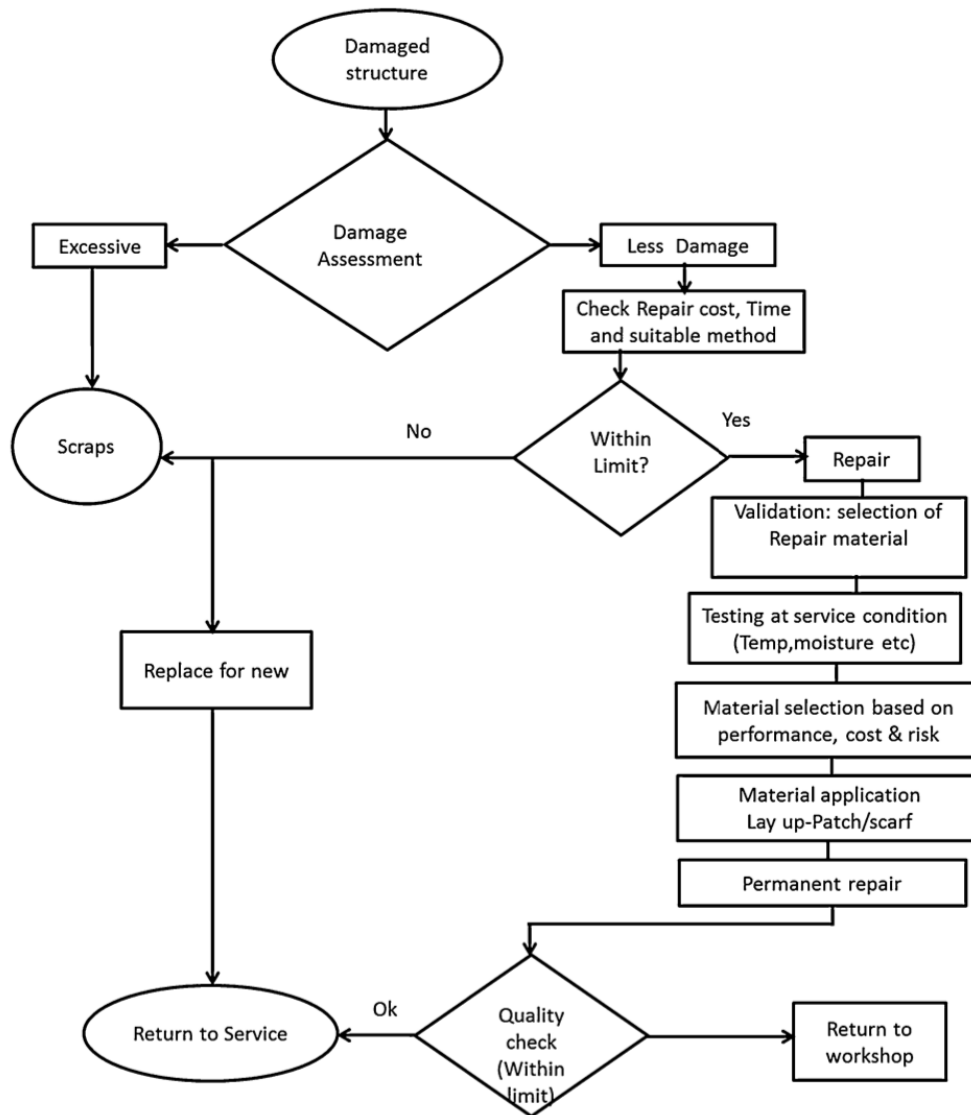 Damaged
structure
Damage
Assessment
Excessive
Less Damage
Check Repair cost, Time
and suitable method
Scraps
No
Within
Limit?
Yes
Repair
Validation: selection of
Repair material
Testing at service condition
(Temp,moisture etc)
Replace for new
Material selection based on
performance, cost & risk
Material application
Lay up-Patch/scarf
Permanent repair
Return to Service
Ok
Quality
check
(Within
limit)
Return to
workshop